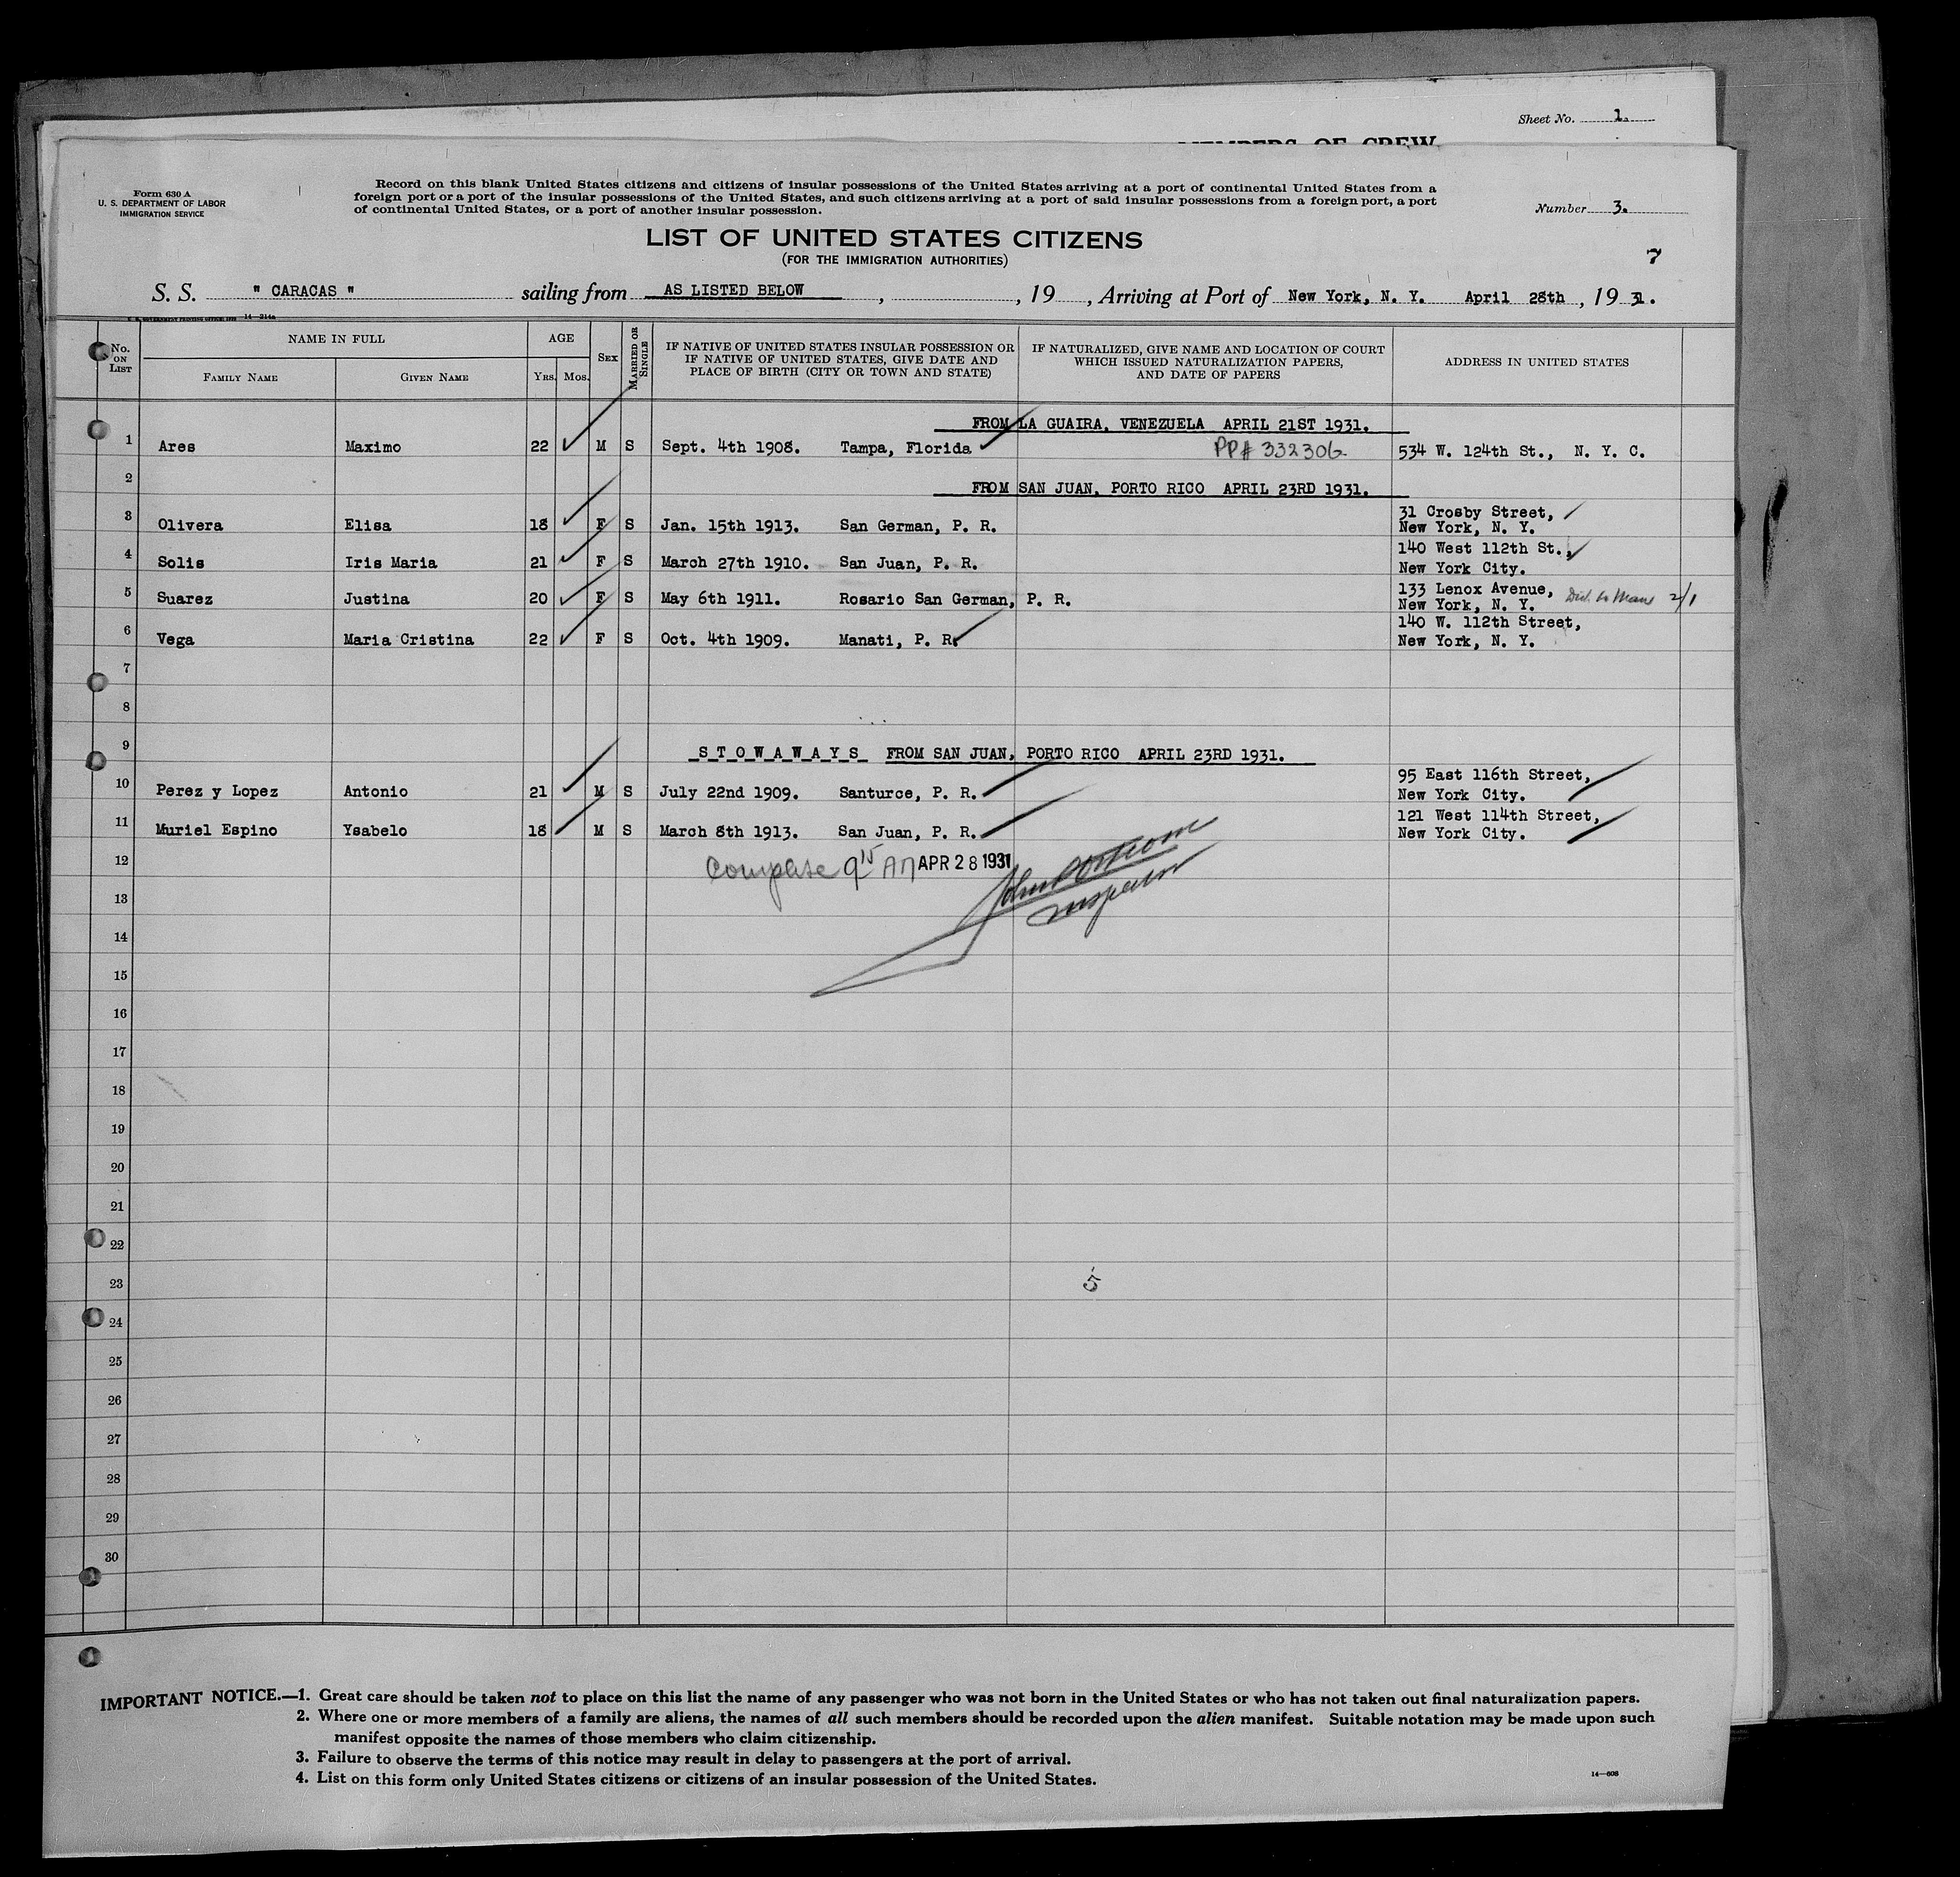 Sheet No. 1.
MEMBERS OF CREW
Form 630 A
U. S. DEPARTMENT OF LABOR
IMMIGRATION SERVICE
Record on this blank United States citizens and citizens of insular possessions of the United States arriving at a port of continental United States from a
foreign port or a port of the insular possessions of the United States, and such citizens arriving at a port of said insular possessions from a foreign port, a port
of continental United States, or a port of another insular possession.
Number 3.
LIST OF UNITED STATES CITIZENS
(FOR THE IMMIGRATION AUTHORITIES)
7
S. S. " CARACAS " sailing from AS LISTED BELOW , , 19 , Arriving at Port of New York, N. Y. April 28th , 19 31.
14—214a
No. ON LIST
NAME IN FULL
FAMILY NAME GIVEN NAME
AGE
YRS. MOS.
SEX
MARRIED OR SINGLE
IF NATIVE OF UNITED STATES INSULAR POSSESSION OR
IF NATIVE OF UNITED STATES, GIVE DATE AND
PLACE OF BIRTH (CITY OR TOWN AND STATE)
IF NATURALIZED, GIVE NAME AND LOCATION OF COURT
WHICH ISSUED NATURALIZATION PAPERS,
AND DATE OF PAPERS
ADDRESS IN UNITED STATES
FROM LA GUAIRA, VENEZUELA APRIL 21ST 1931.
1 Ares Maximo 22 M S Sept. 4th 1908. Tampa, Florida PP# 332306 534 W. 124th St., N. Y. C.
2 FROM SAN JUAN, PORTO RICO APRIL 23RD 1931.
3 Olivera Elisa 18 F S Jan. 15th 1913. San German, P. R. 31 Crosby Street,
New York, N. Y.
4 Solis Iris Maria 21 F S March 27th 1910. San Juan, P. R. 140 West 112th St.,
New York City.
5 Suarez Justina 20 F S May 6th 1911. Rosario San German, P. R. 133 Lenox Avenue,
New York, N. Y. 2/1
6 Vega Maria Cristina 22 F S Oct. 4th 1909. Manati, P. R. 140 W. 112th Street,
New York, N. Y.
7
8
9 STOWAWAYS FROM SAN JUAN, PORTO RICO APRIL 23RD 1931.
10 Perez y Lopez Antonio 21 M S July 22nd 1909. Santurce, P. R. 95 East 116th Street,
New York City.
11 Muriel Espino Ysabelo 18 M S March 8th 1913. San Juan, P. R. 121 West 114th Street,
New York City.
12 Complete 9 15 AM APR 28 1931
John
Inspector
13
14
15
16
17
18
19
20
21
22
23 5
24
25
26
27
28
29
30
IMPORTANT NOTICE.—1. Great care should be taken not to place on this list the name of any passenger who was not born in the United States or who has not taken out final naturalization papers.
2. Where one or more members of a family are aliens, the names of all such members should be recorded upon the alien manifest. Suitable notation may be made upon such
manifest opposite the names of those members who claim citizenship.
3. Failure to observe the terms of this notice may result in delay to passengers at the port of arrival.
4. List on this form only United States citizens or citizens of an insular possession of the United States.
14—608